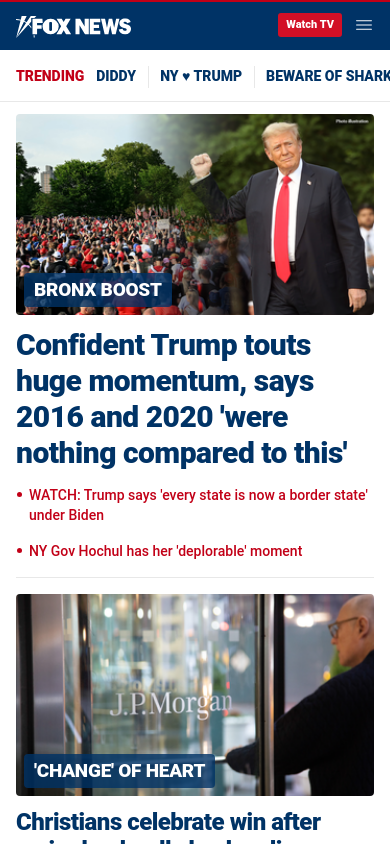 FOX NEWS
Watch TV
TRENDING DIDDY NY ♥ TRUMP BEWARE OF SHARK
Photo Illustration
BRONX BOOST
Confident Trump touts
huge momentum, says
2016 and 2020 'were
nothing compared to this'
WATCH: Trump says 'every state is now a border state'
under Biden
NY Gov Hochul has her 'deplorable' moment
J.P.Morgan
'CHANGE' OF HEART
Christians celebrate win after